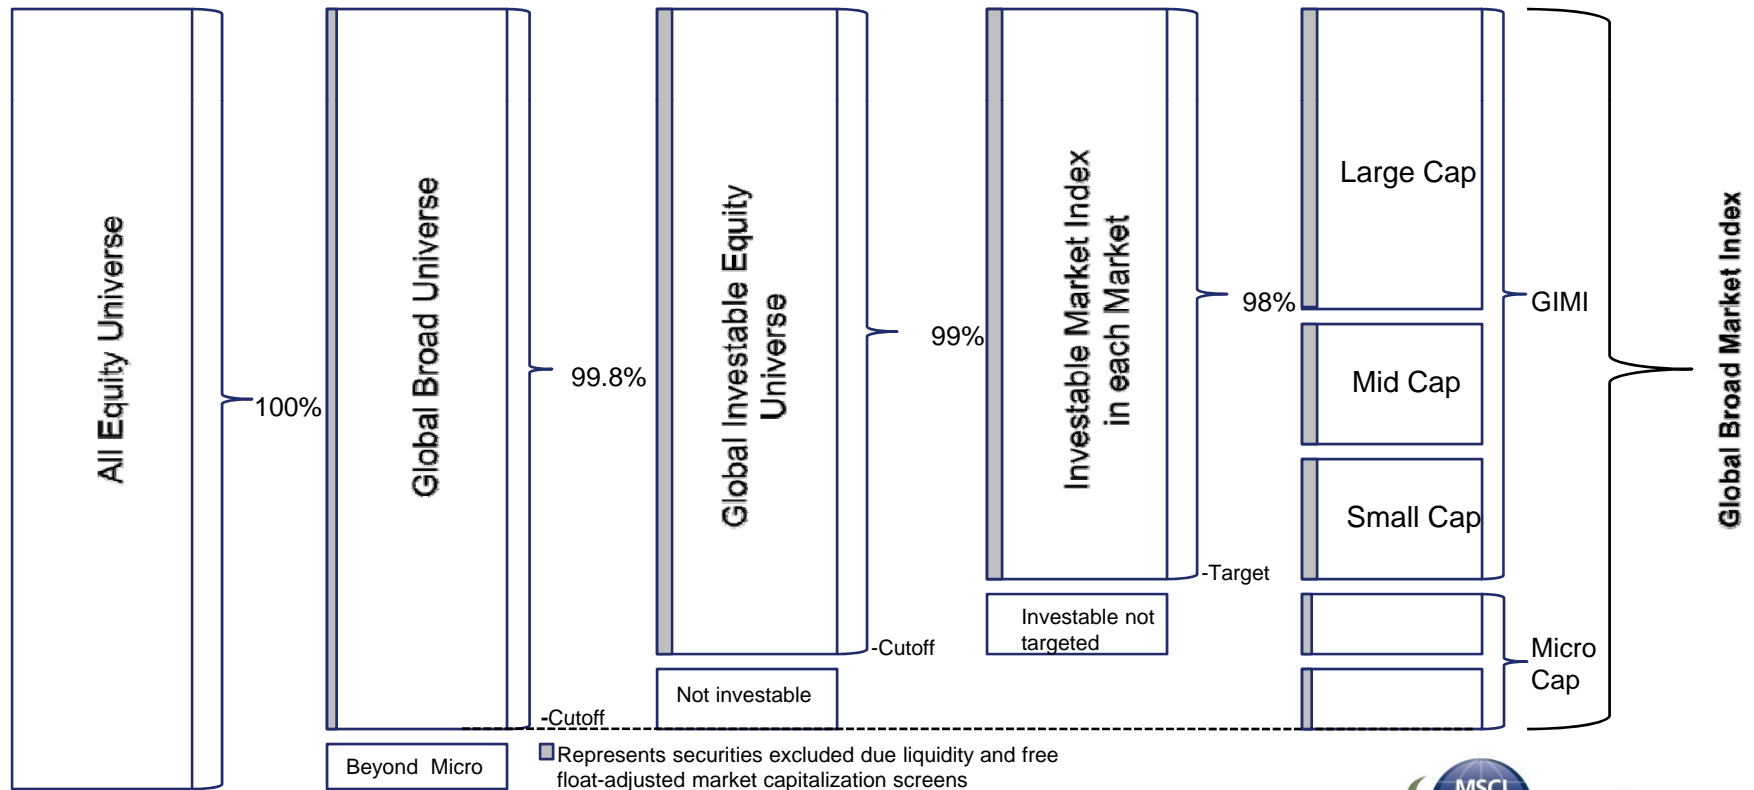 All Equity Universe
100%
Global Broad Universe
-Cutoff
Beyond Micro
99.8%
Global Investable Equity
Universe
-Cutoff
Not investable
99%
Investable Market Index
in each Market
-Target
Investable not
targeted
98%
Large Cap
Mid Cap
Small Cap
GIMI
Micro
Cap
Global Broad Market Index
Represents securities excluded due liquidity and free
float-adjusted market capitalization screens
MSCI